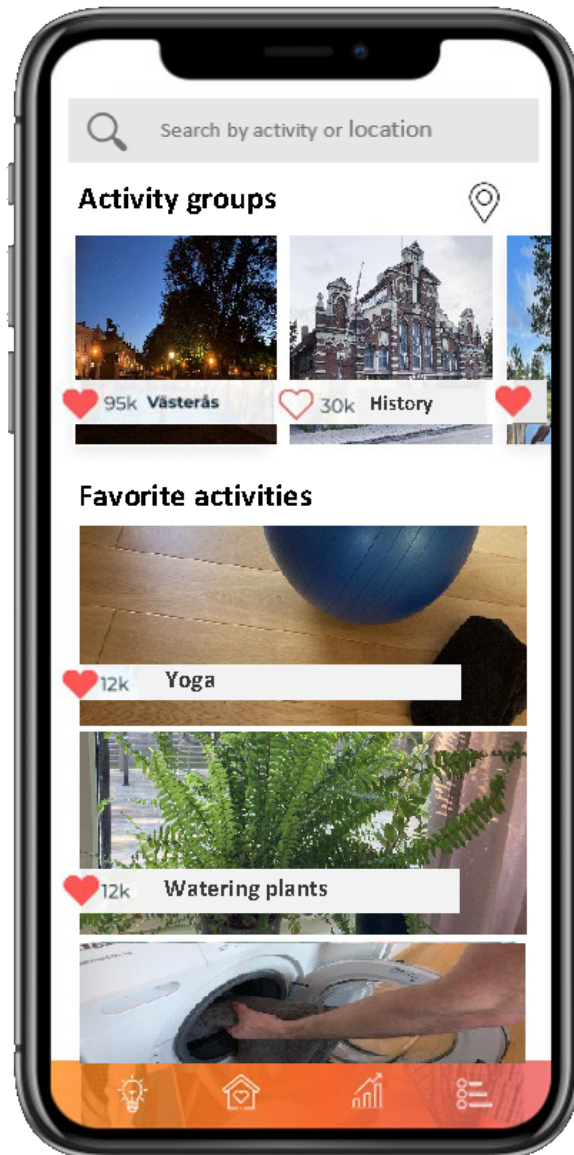 Search by activity or location
Activity groups
95k Västerås
30k History
Favorite activities
12k Yoga
12k Watering plants